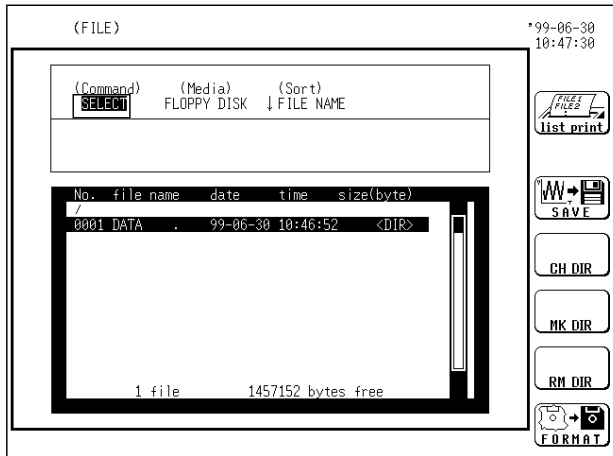 (FILE)
'99-06-30
10:47:30
(Command) (Media) (Sort)
SELECT FLOPPY DISK ↓FILE NAME
No. file name date time size(byte)
/
0001 DATA . 99-06-30 10:46:52 <DIR>
1 file 1457152 bytes free
FILE1
FILE2
list print
SAVE
CH DIR
MK DIR
RM DIR
FORMAT